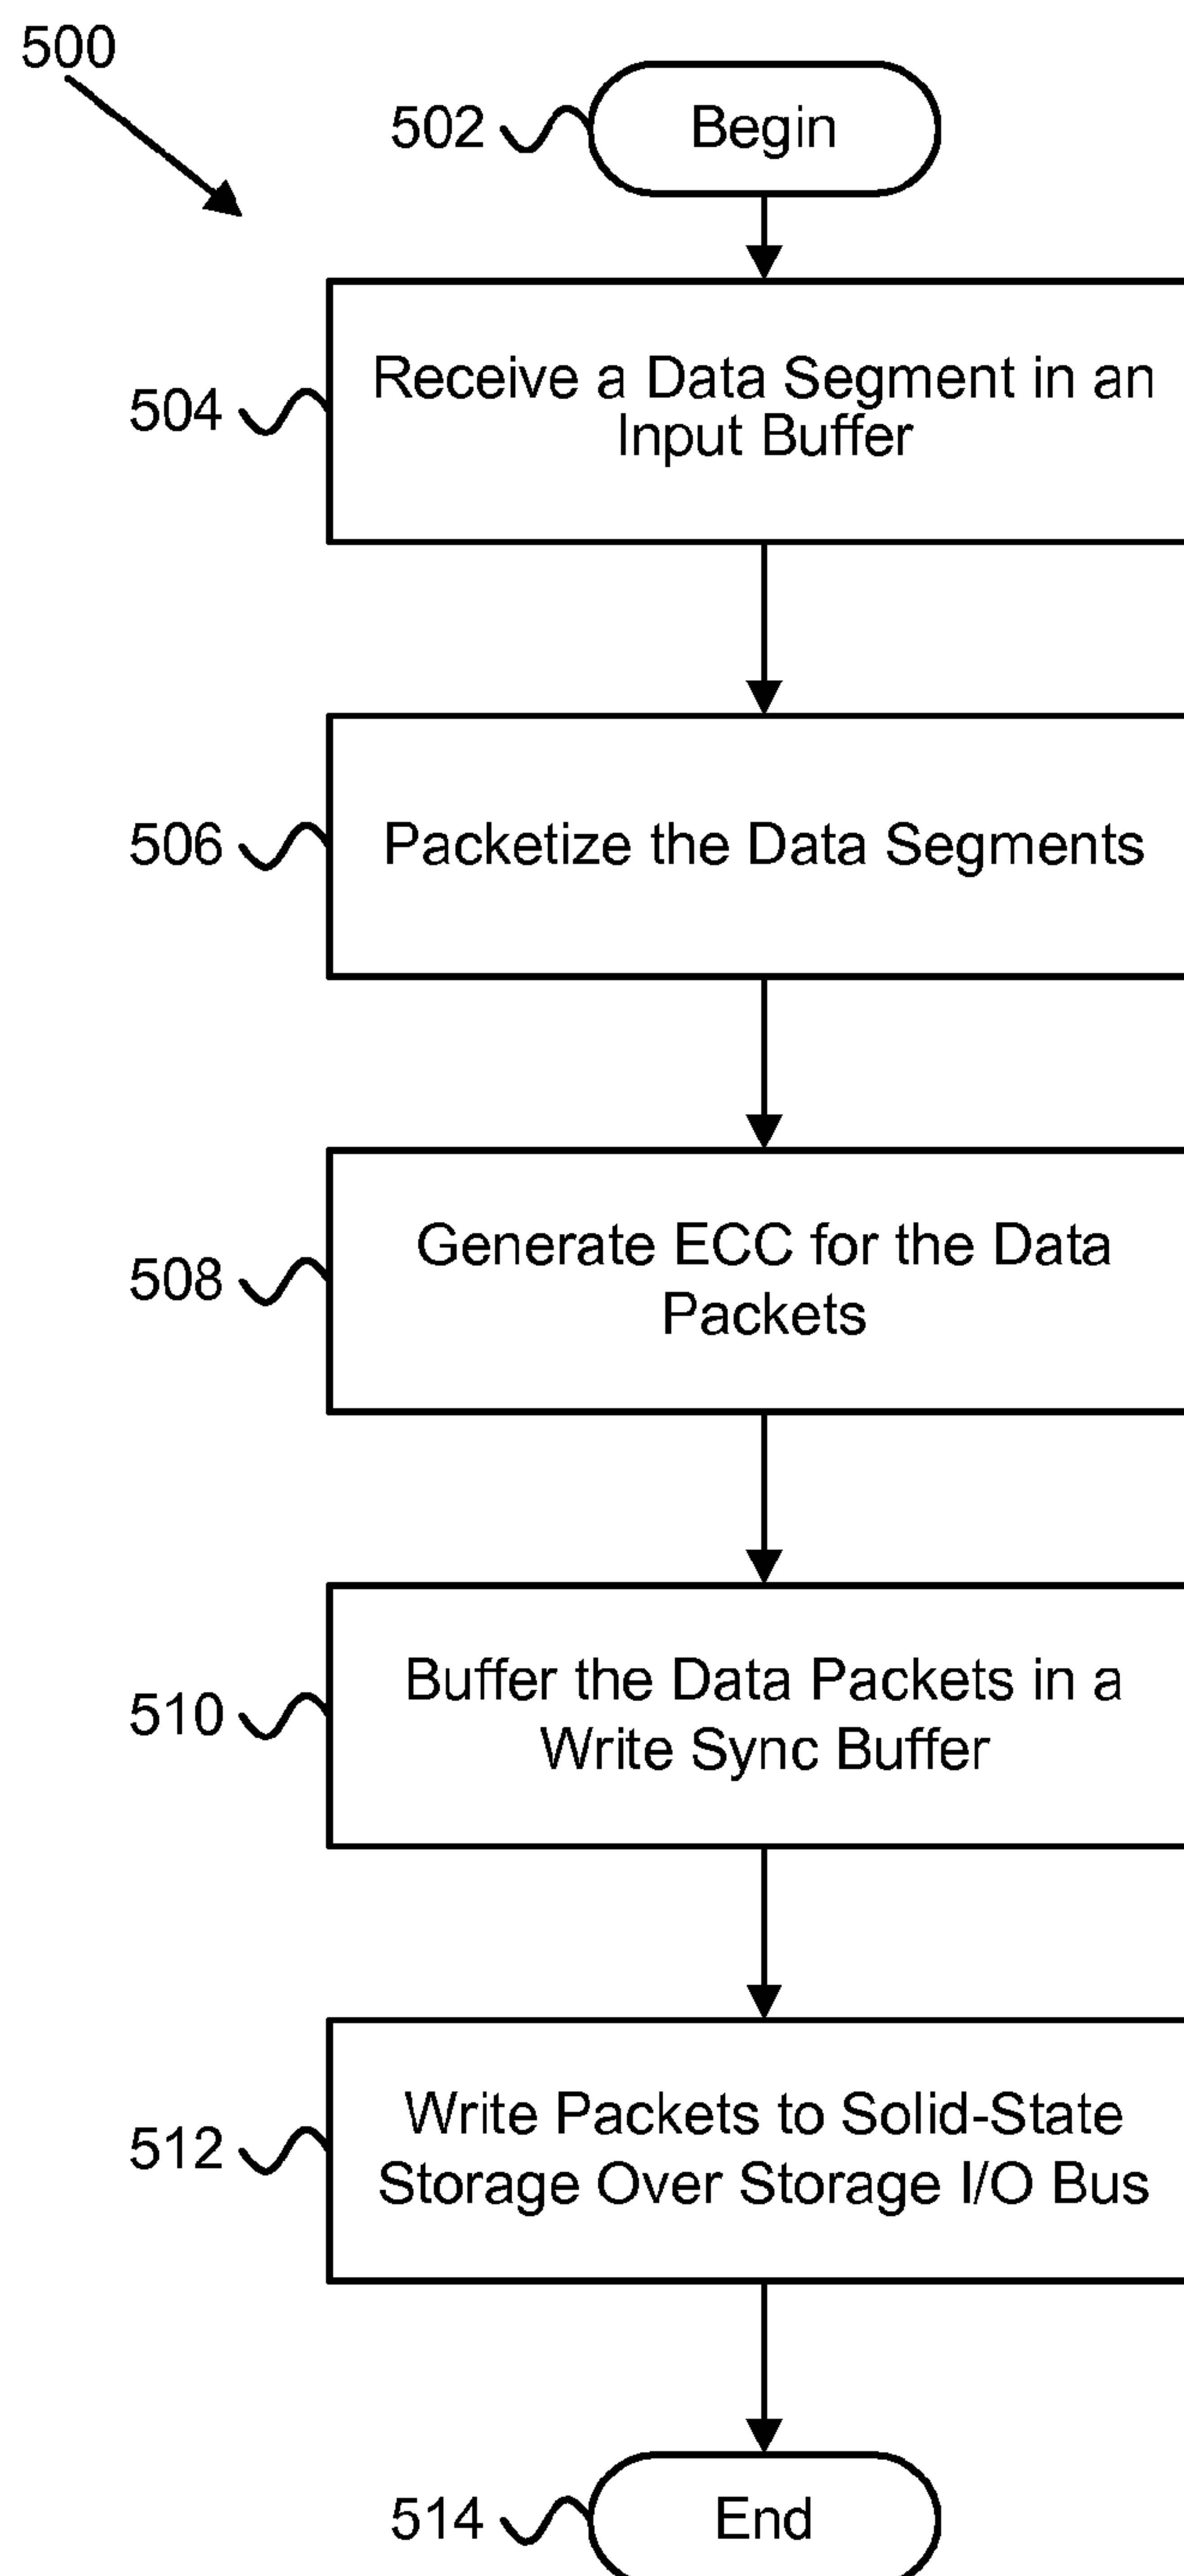 500
502
Begin
504
Receive a Data Segment in an
Input Buffer
506
Packetize the Data Segments
508
Generate ECC for the Data
Packets
510
Buffer the Data Packets in a
Write Sync Buffer
512
Write Packets to Solid-State
Storage Over Storage I/O Bus
514
End